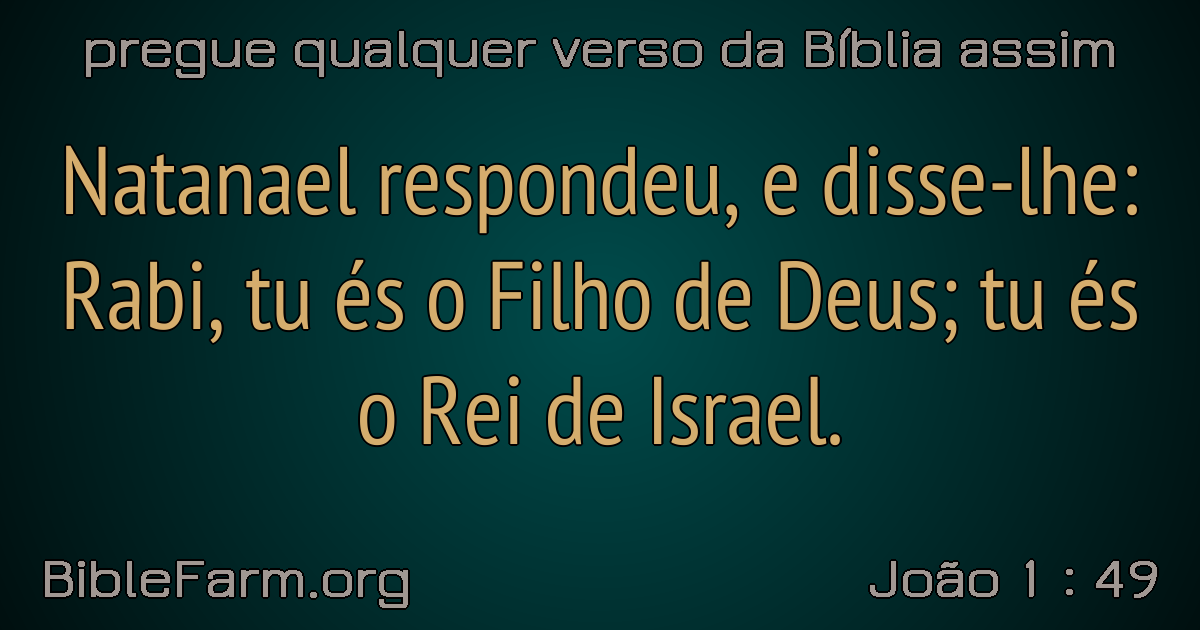 pregue qualquer verso da Bíblia assim
Natanael respondeu, e disse-lhe:
Rabi, tu és o Filho de Deus; tu és
o Rei de Israel.
BibleFarm.org
João 1 : 49